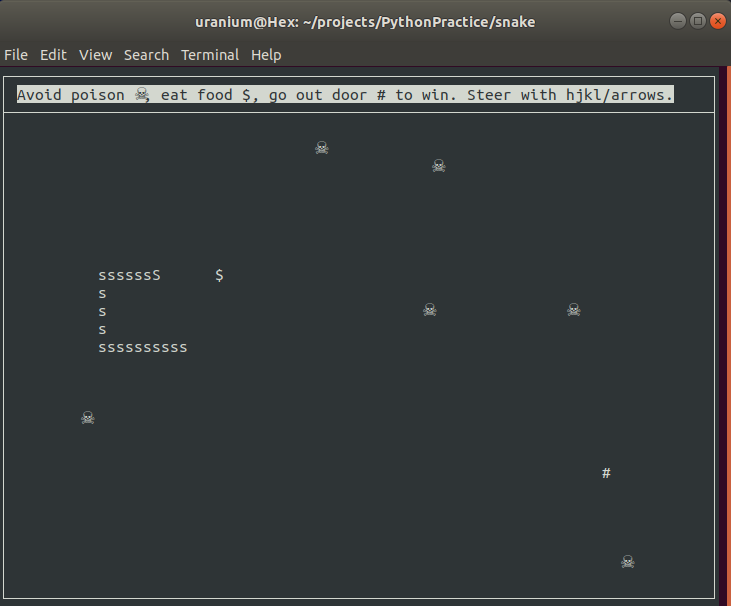 uranium@Hex: ~/projects/PythonPractice/snake
File Edit View Search Terminal Help
Avoid poison ☠, eat food $, go out door # to win. Steer with hjkl/arrows.
☠
☠
ssssssS $
s
s ☠ ☠
s
ssssssssss
☠
#
☠